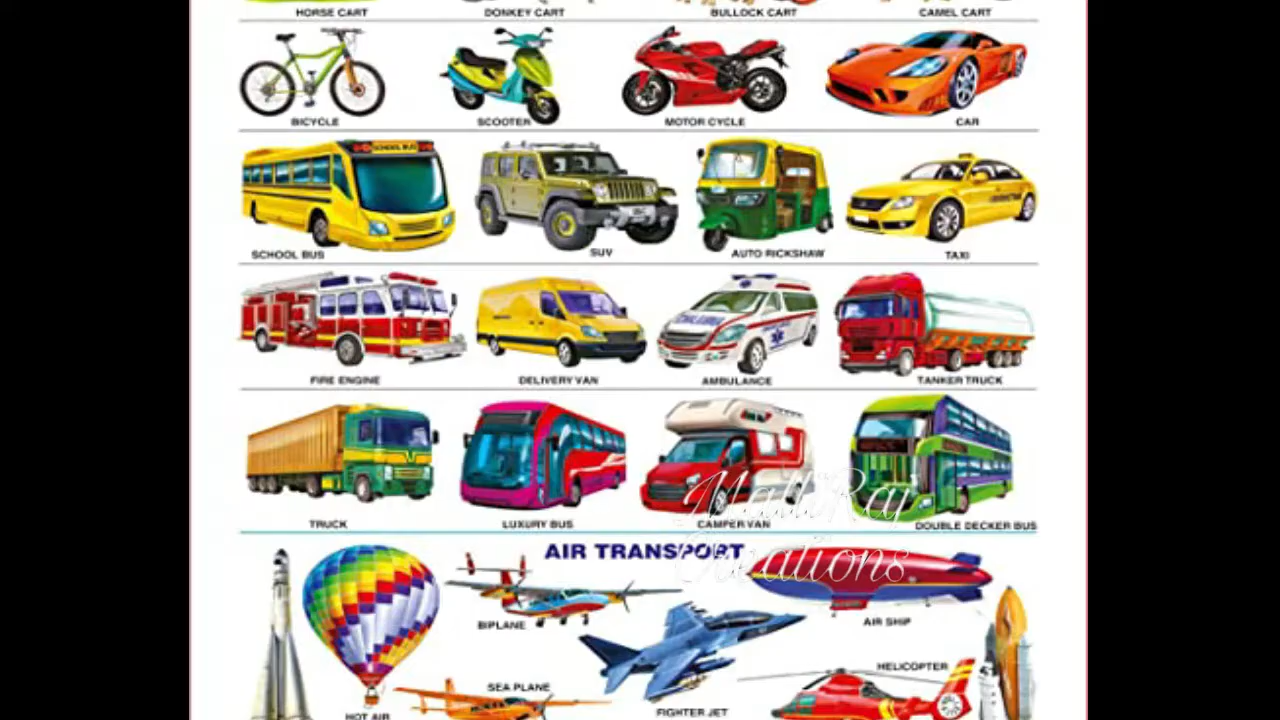 HORSE CART DONKEY CART BULLOCK CART CAMEL CART
BICYCLE SCOOTER MOTOR CYCLE CAR
SCHOOL BUS
SCHOOL BUS SUV AUTO RICKSHAW TAXI
FIRE ENGINE DELIVERY VAN AMBULANCE TANKER TRUCK
TRUCK LUXURY BUS CAMPER VAN DOUBLE DECKER BUS
MalliRaj
Creations
AIR TRANSPORT
BIPLANE AIR SHIP
HELICOPTER
SEA PLANE
FIGHTER JET
HOT AIR